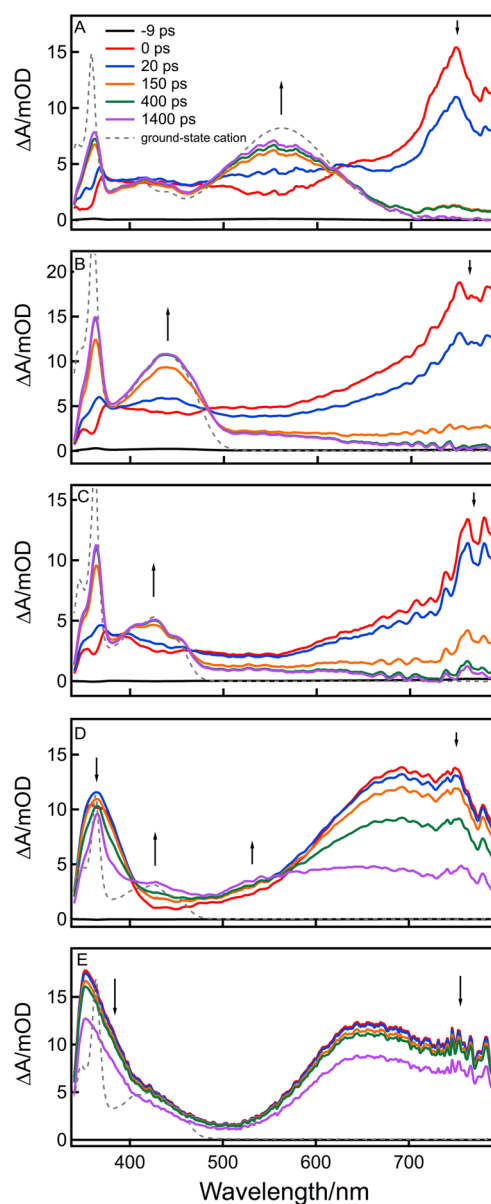 A
-9 ps
0 ps
20 ps
150 ps
400 ps
1400 ps
ground-state cation
ΔA/mOD
15
10
5
0
B
ΔA/mOD
20
15
10
5
0
C
ΔA/mOD
15
10
5
0
D
ΔA/mOD
15
10
5
0
E
ΔA/mOD
15
10
5
0
400 500 600 700
Wavelength/nm